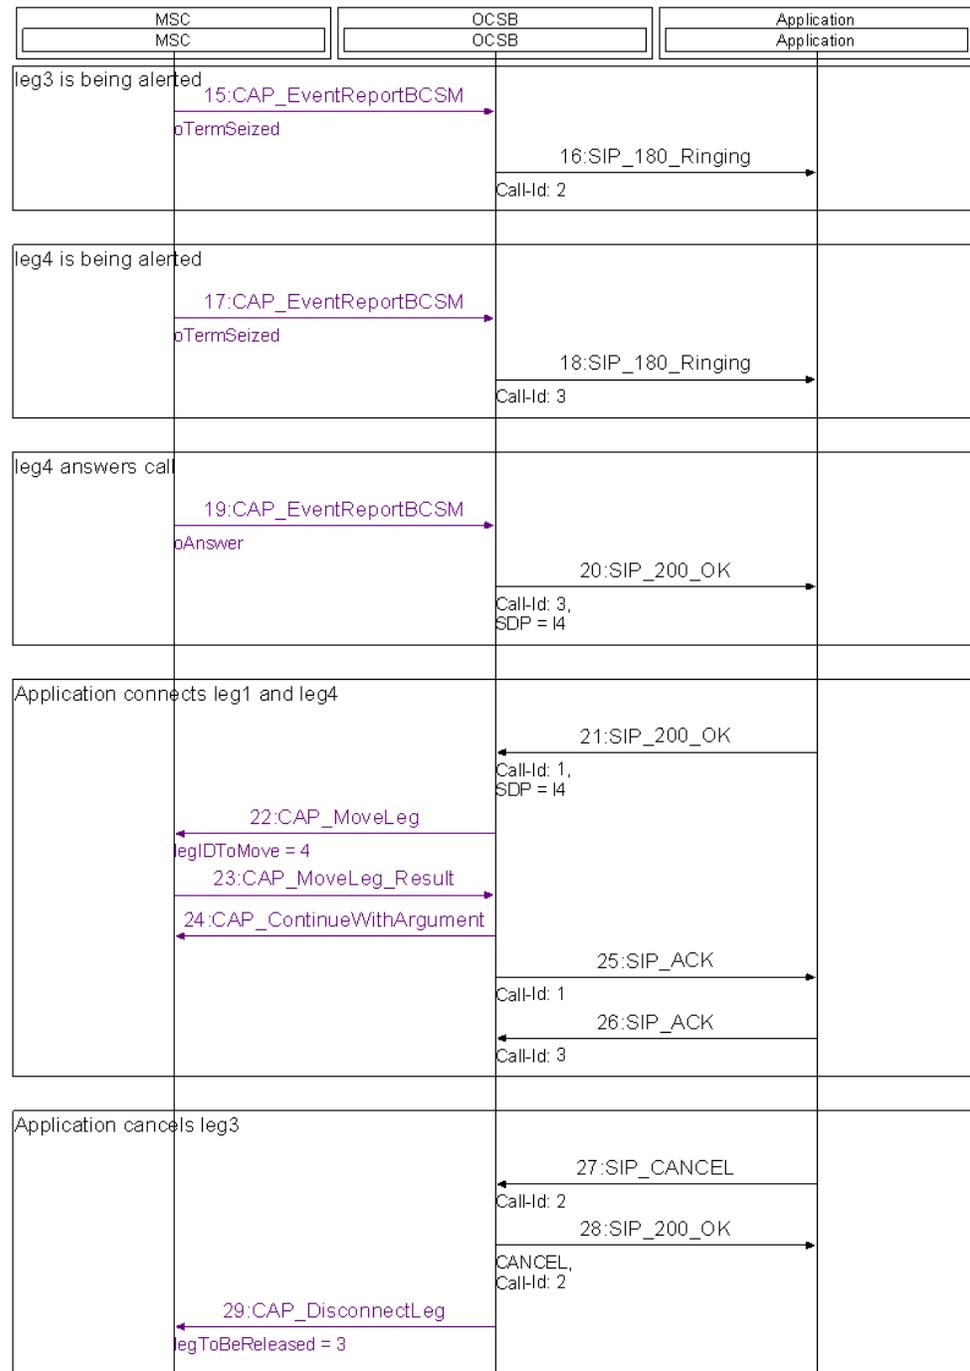 MSC
OCSB
Application
MSC
OCSB
Application
leg3 is being alerted
15:CAP_EventReportBCSM
oTermSeized
16:SIP_180_Ringing
Call-Id: 2
leg4 is being alerted
17:CAP_EventReportBCSM
oTermSeized
18:SIP_180_Ringing
Call-Id: 3
leg4 answers call
19:CAP_EventReportBCSM
oAnswer
20:SIP_200_OK
Call-Id: 3,
SDP = l4
Application connects leg1 and leg4
21:SIP_200_OK
Call-Id: 1,
SDP = l4
22:CAP_MoveLeg
legIDToMove = 4
23:CAP_MoveLeg_Result
24:CAP_ContinueWithArgument
25:SIP_ACK
Call-Id: 1
26:SIP_ACK
Call-Id: 3
Application cancels leg3
27:SIP_CANCEL
Call-Id: 2
28:SIP_200_OK
CANCEL,
Call-Id: 2
29:CAP_DisconnectLeg
legToBeReleased = 3